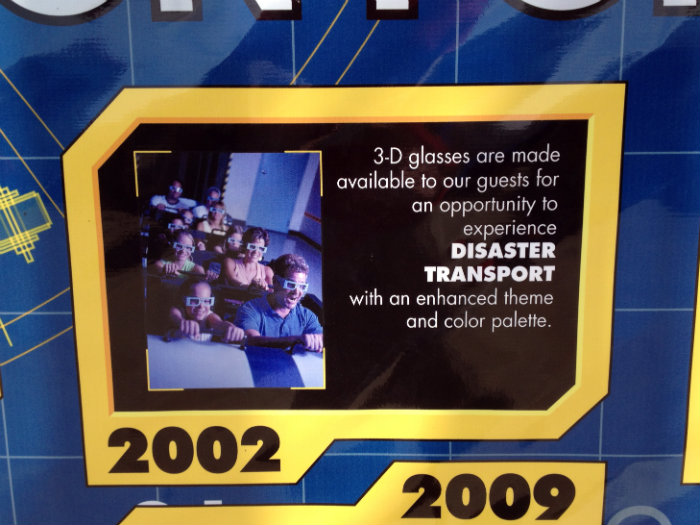 3-D glasses are made
available to our guests for
an opportunity to
experience
DISASTER
TRANSPORT
with an enhanced theme
and color palette.
2002
2009